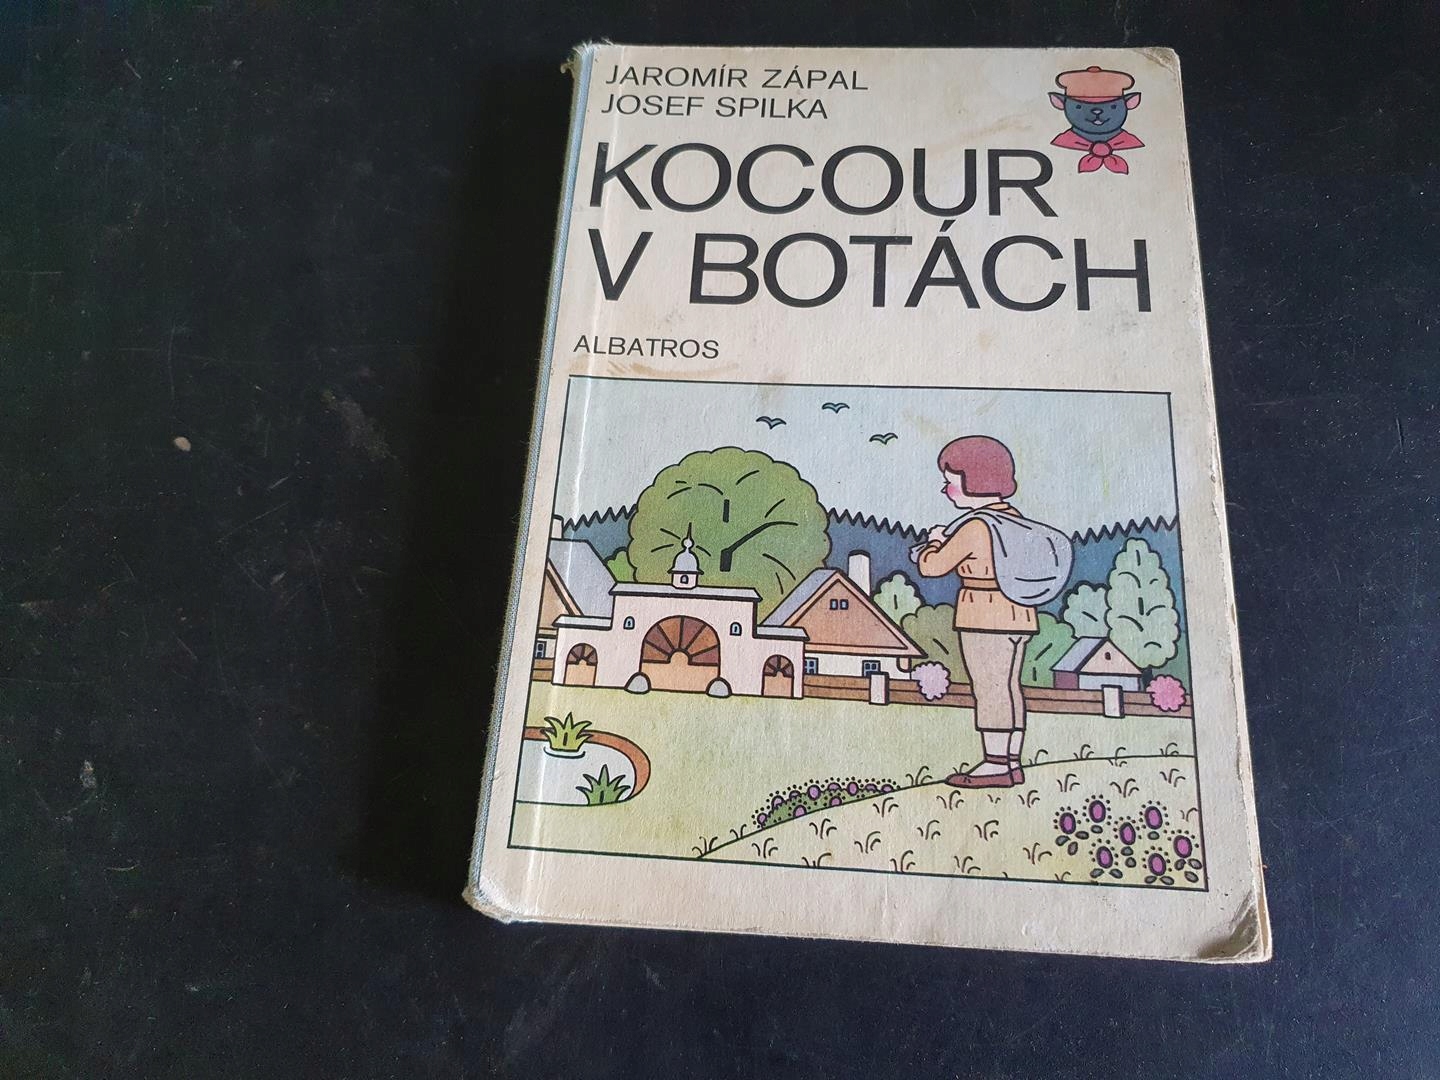 JAROMÍR ZÁPAL
JOSEF SPILKA
KOCOUR
V BOTÁCH
ALBATROS